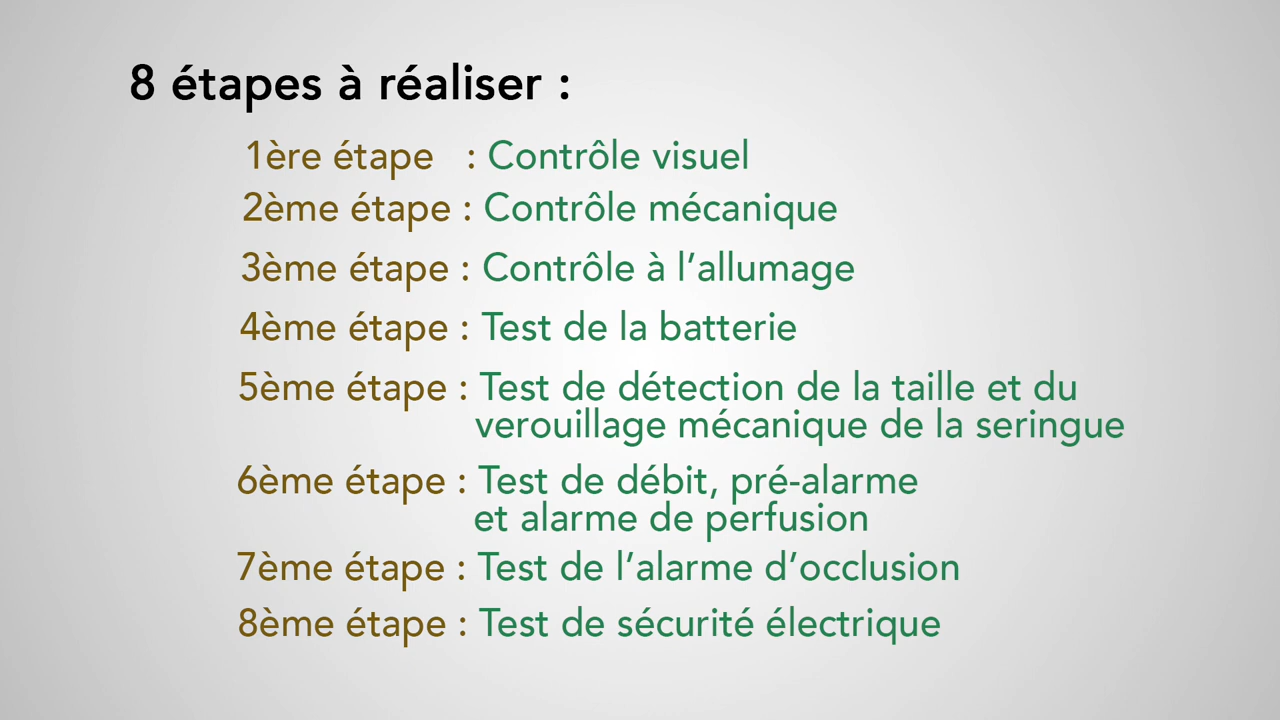 8 étapes à réaliser :
1ère étape : Contrôle visuel
2ème étape : Contrôle mécanique
3ème étape : Contrôle à l’allumage
4ème étape : Test de la batterie
5ème étape : Test de détection de la taille et du
verouillage mécanique de la seringue
6ème étape : Test de débit, pré-alarme
et alarme de perfusion
7ème étape : Test de l’alarme d’occlusion
8ème étape : Test de sécurité électrique